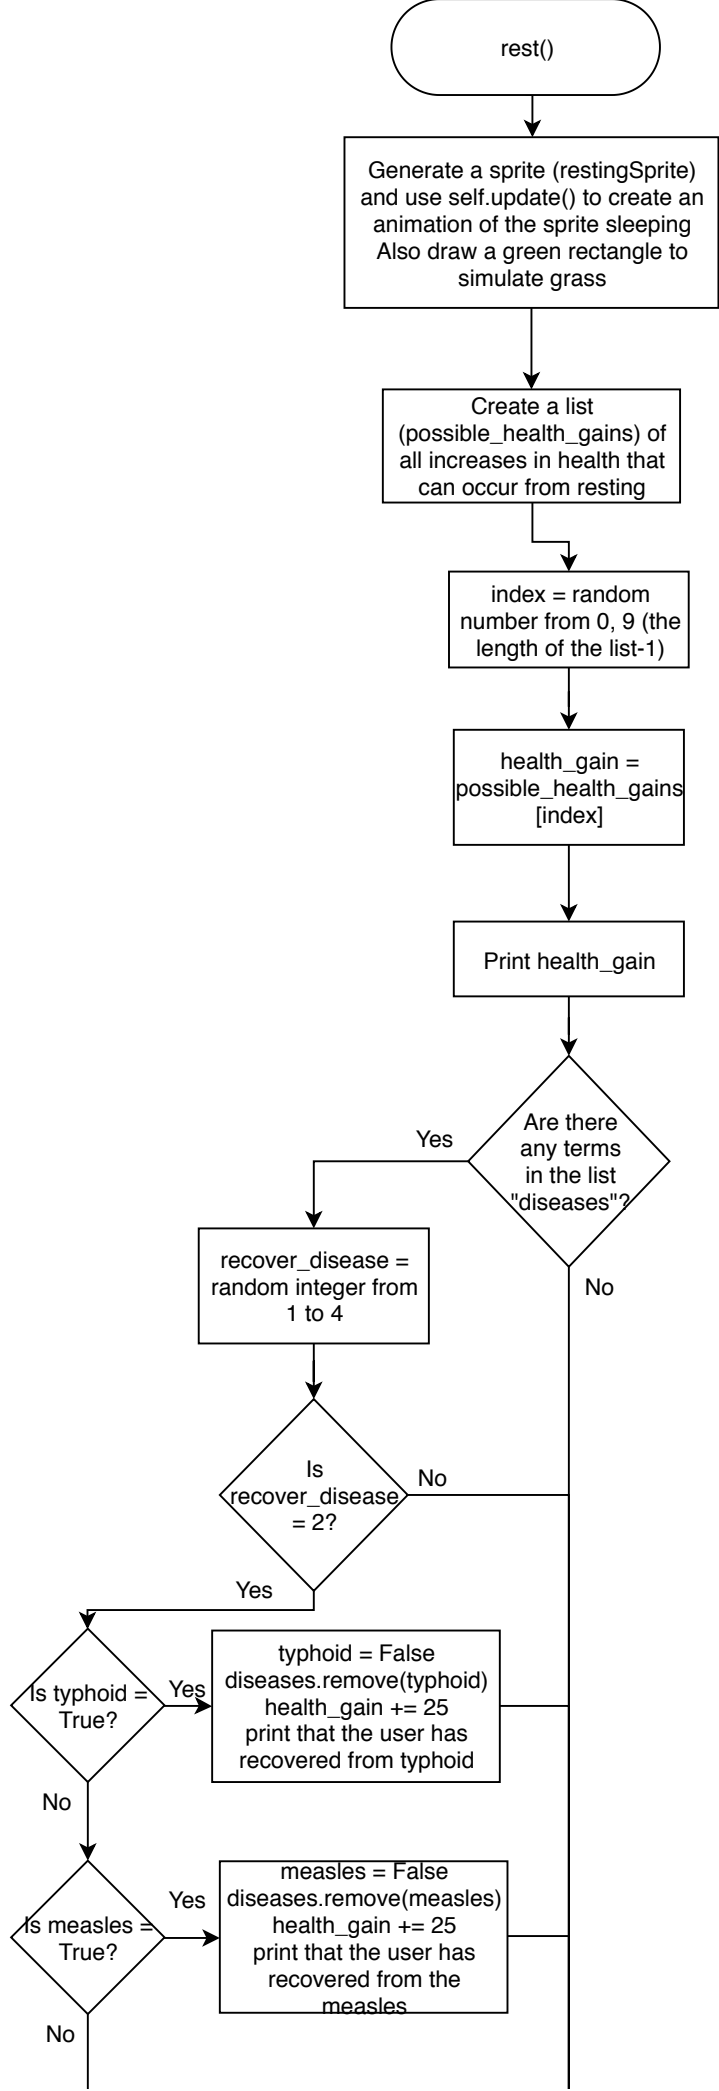 rest()
Generate a sprite (restingSprite)
and use self.update() to create an
animation of the sprite sleeping
Also draw a green rectangle to
simulate grass
Create a list
(possible_health_gains) of
all increases in health that
can occur from resting
index = random
number from 0, 9 (the
length of the list-1)
health_gain =
possible_health_gains
[index]
Print health_gain
Are there
any terms
in the list
"diseases"?
Yes
No
recover_disease =
random integer from
1 to 4
Is
recover_disease
= 2?
No
Yes
Is typhoid =
True?
Yes
typhoid = False
diseases.remove(typhoid)
health_gain += 25
print that the user has
recovered from typhoid
No
Is measles =
True?
Yes
measles = False
diseases.remove(measles)
health_gain += 25
print that the user has
recovered from the
measles
No